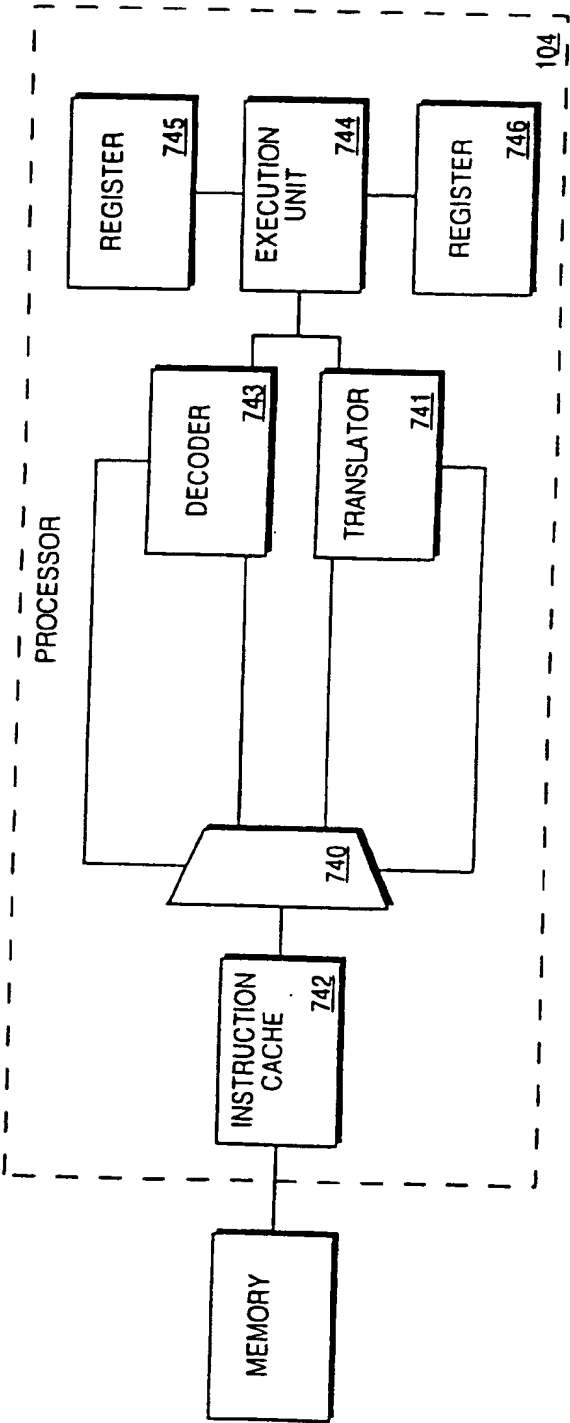 PROCESSOR
104
MEMORY
INSTRUCTION
CACHE
742
740
DECODER
743
TRANSLATOR
741
REGISTER
745
EXECUTION
UNIT
744
REGISTER
746